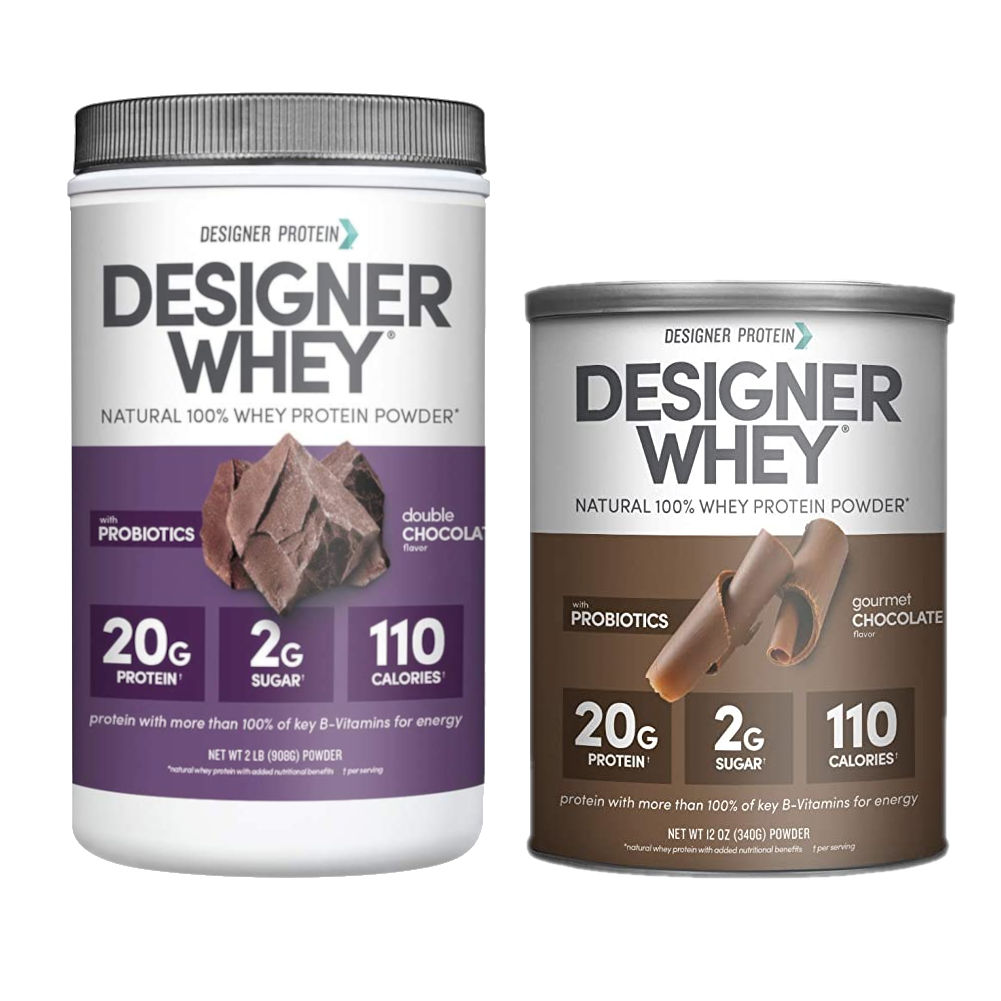 DESIGNER PROTEIN
DESIGNER
WHEY®
NATURAL 100% WHEY PROTEIN POWDER*
with
PROBIOTICS
double
CHOCOLAT
flavor
20G
PROTEIN†
2G
SUGAR†
110
CALORIES†
protein with more than 100% of key B-Vitamins for energy
NET WT 2 LB (908G) POWDER
*natural whey protein with added nutritional benefits † per serving
DESIGNER PROTEIN
DESIGNER
WHEY®
NATURAL 100% WHEY PROTEIN POWDER*
with
PROBIOTICS
gourmet
CHOCOLATE
flavor
20G
PROTEIN†
2G
SUGAR†
110
CALORIES†
protein with more than 100% of key B-Vitamins for energy
NET WT 12 OZ (340G) POWDER
*natural whey protein with added nutritional benefits † per serving